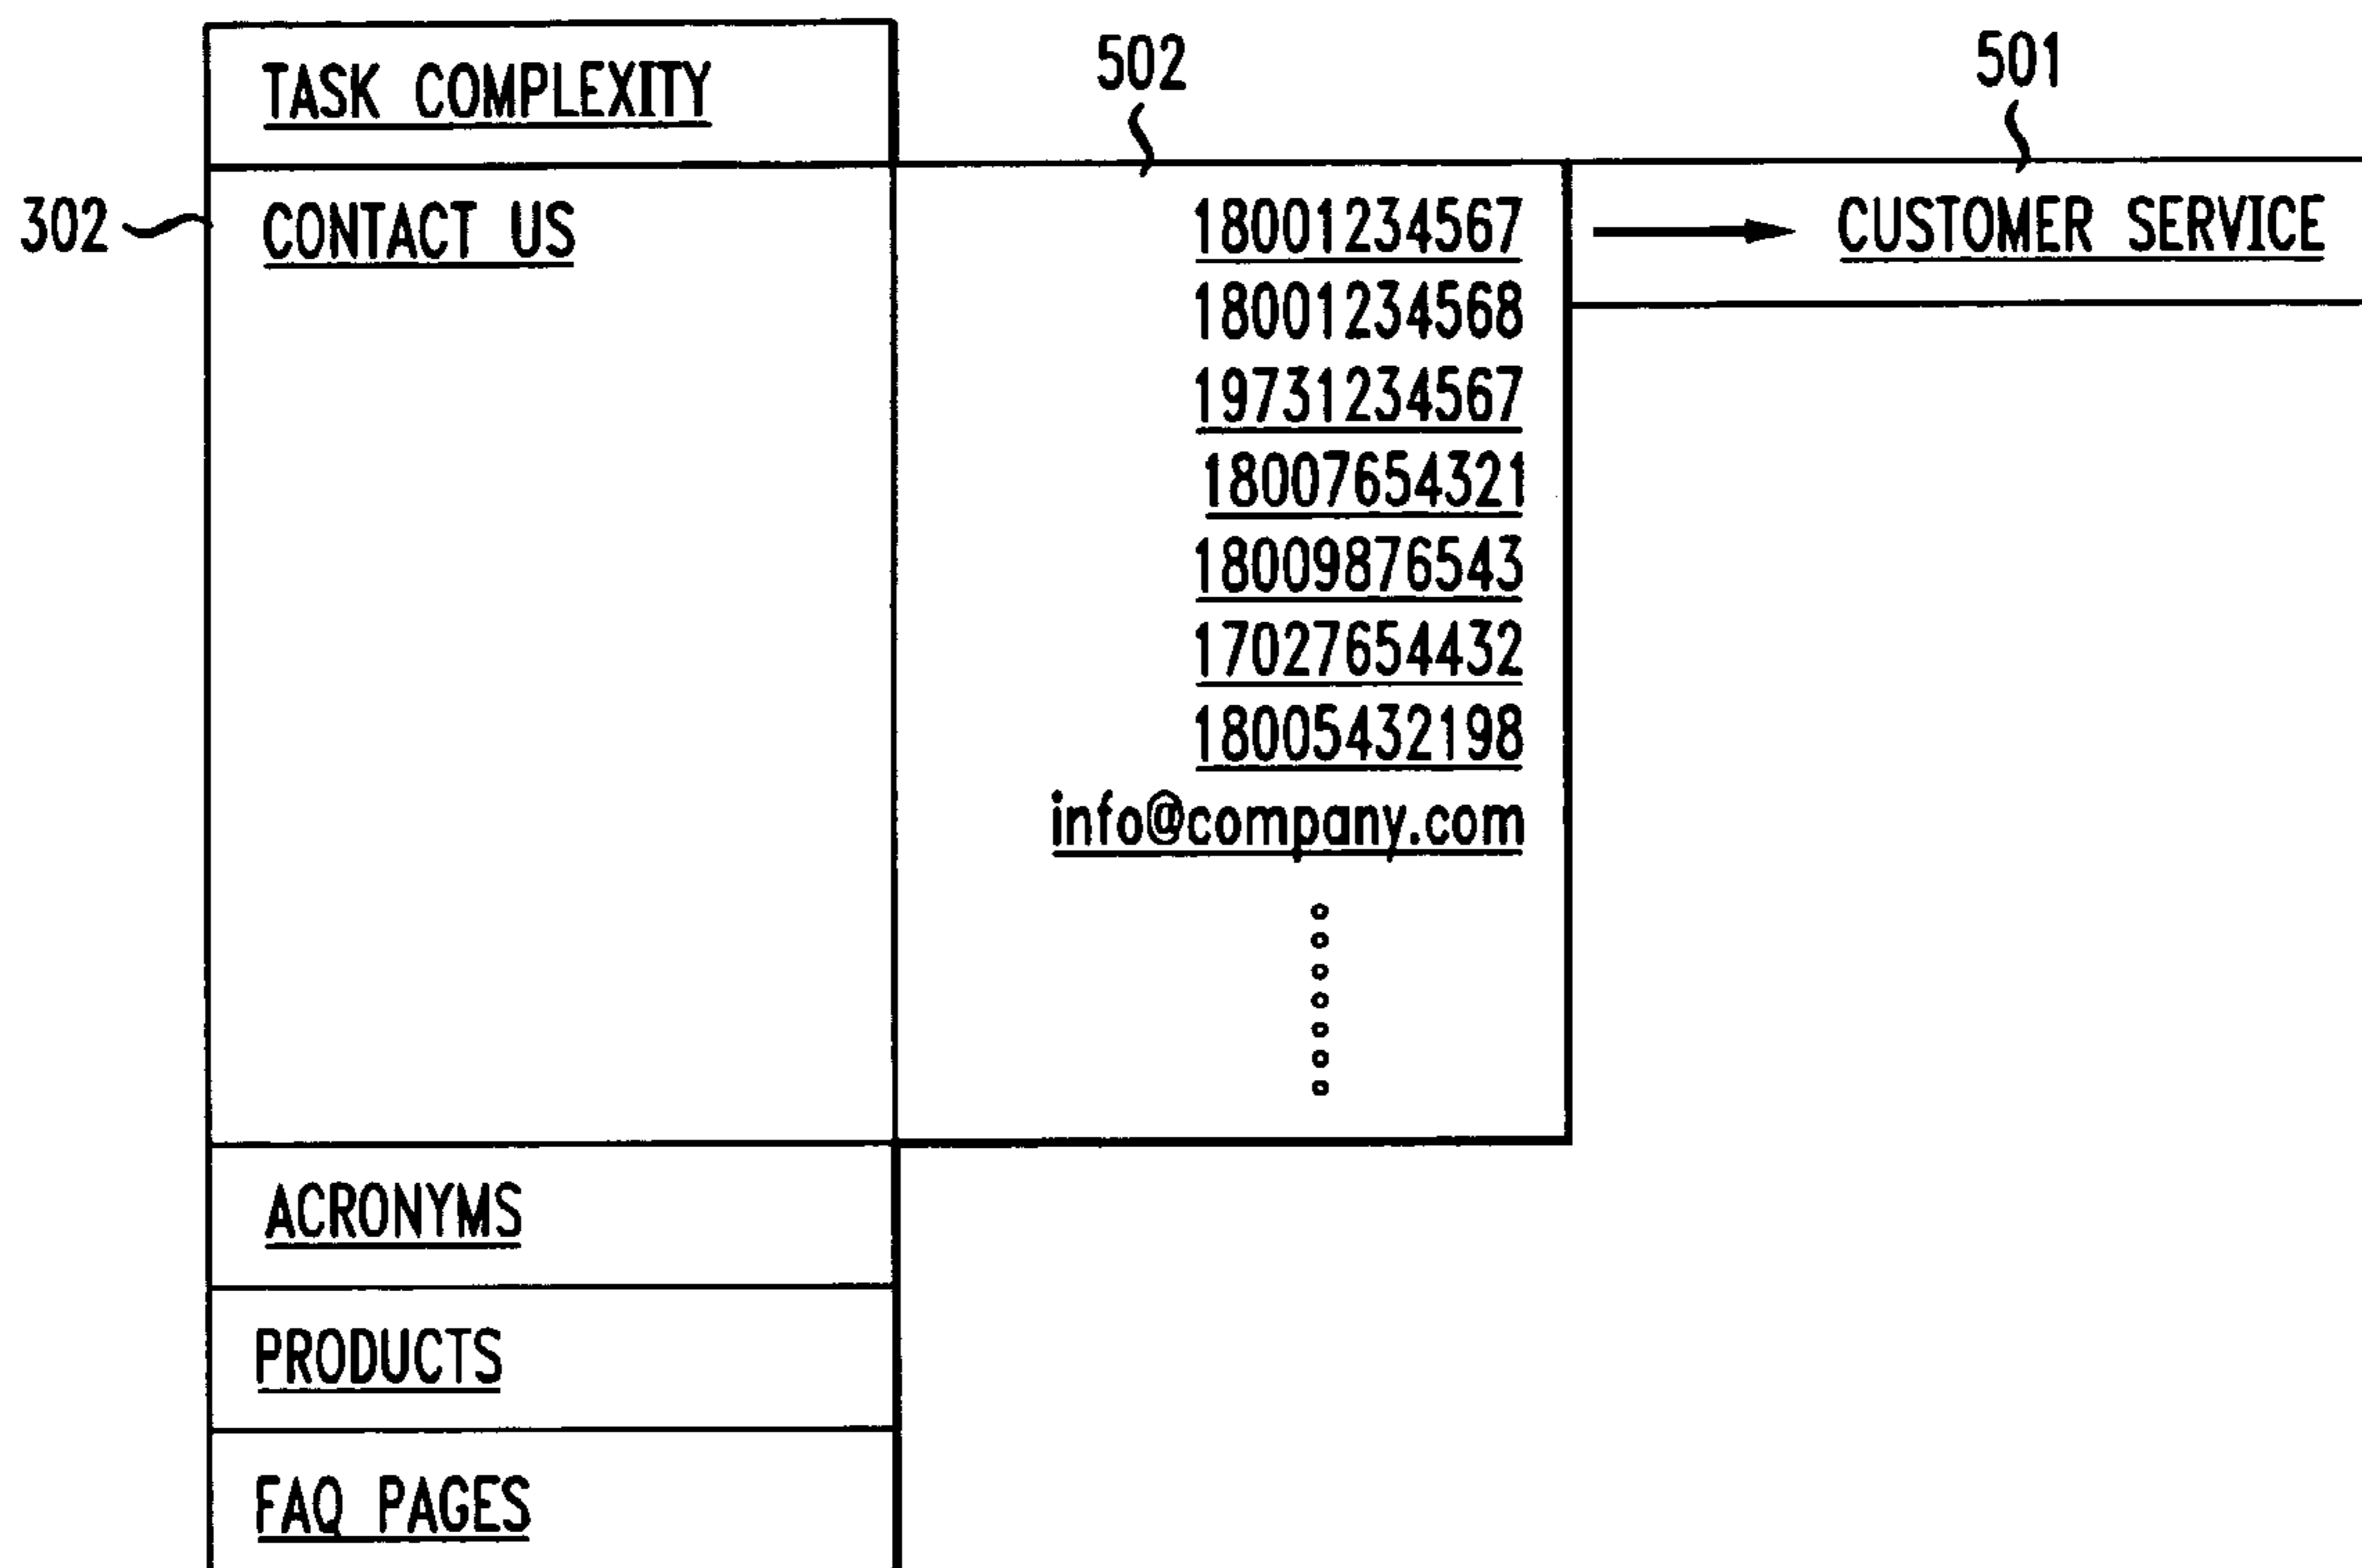 TASK COMPLEXITY
502
501
302
CONTACT US
18001234567
CUSTOMER SERVICE
18001234568
19731234567
18007654321
18009876543
17027654432
18005432198
info@company.com
ACRONYMS
PRODUCTS
FAQ PAGES